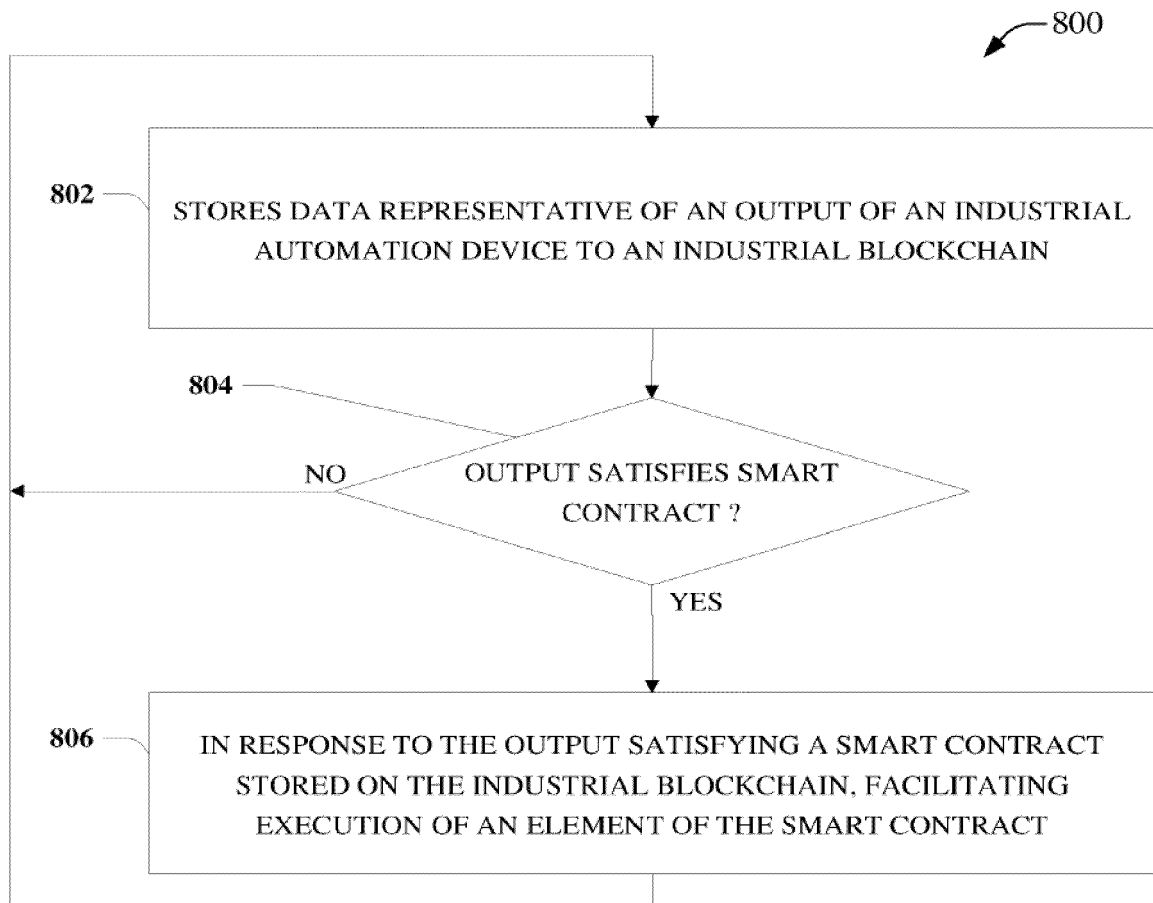 800
802
STORES DATA REPRESENTATIVE OF AN OUTPUT OF AN INDUSTRIAL
AUTOMATION DEVICE TO AN INDUSTRIAL BLOCKCHAIN
804
NO
OUTPUT SATISFIES SMART
CONTRACT ?
YES
806
IN RESPONSE TO THE OUTPUT SATISFYING A SMART CONTRACT
STORED ON THE INDUSTRIAL BLOCKCHAIN, FACILITATING
EXECUTION OF AN ELEMENT OF THE SMART CONTRACT